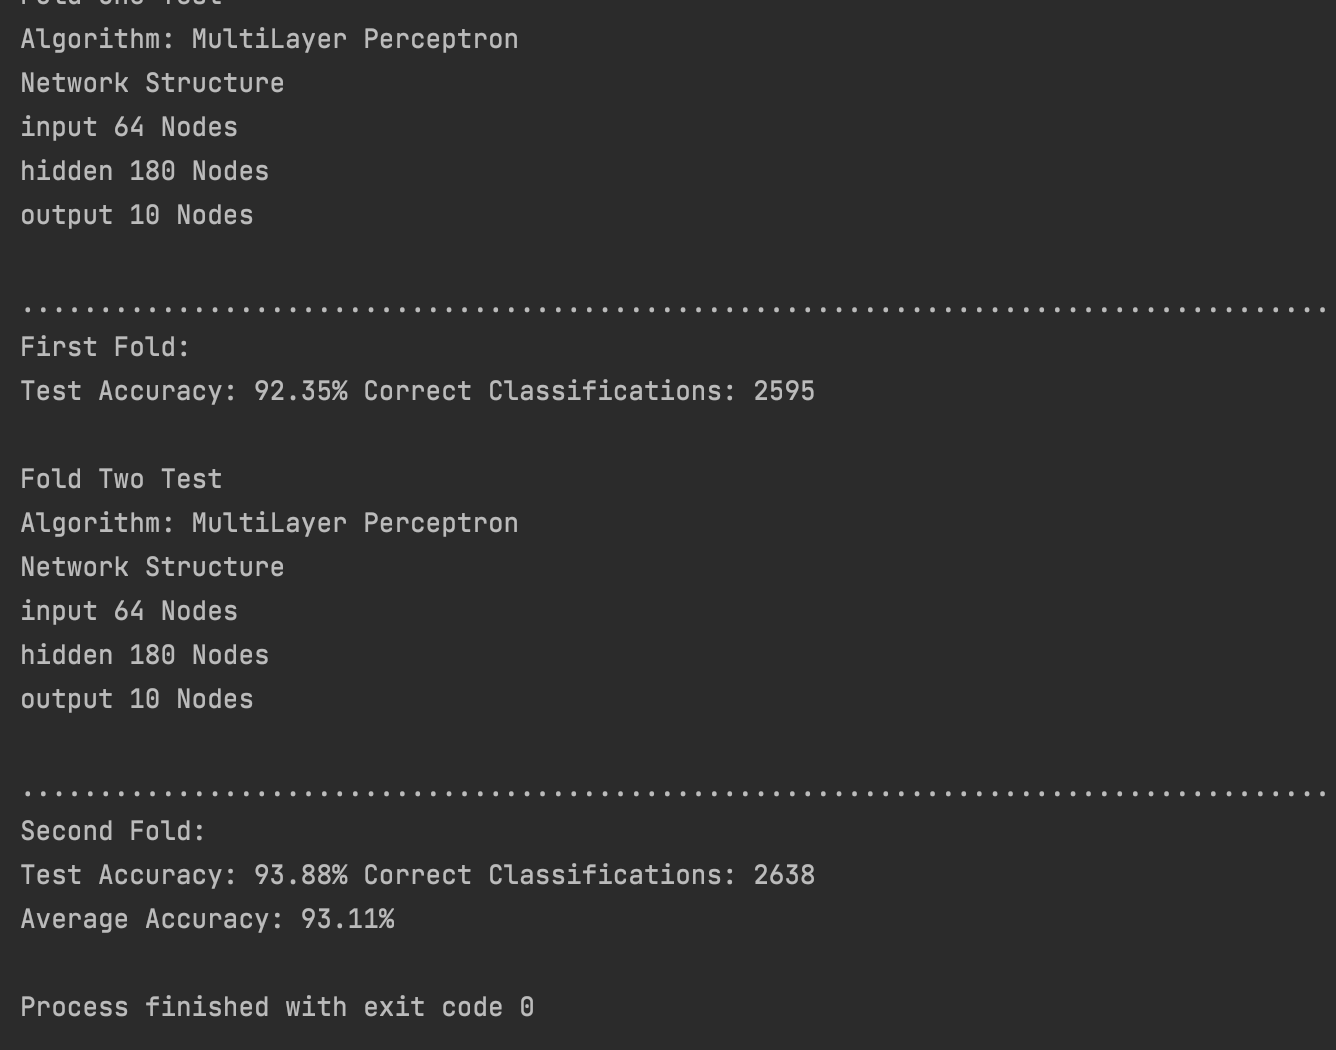 Fold One Test
Algorithm: MultiLayer Perceptron
Network Structure
input 64 Nodes
hidden 180 Nodes
output 10 Nodes
....................................................................................
First Fold:
Test Accuracy: 92.35% Correct Classifications: 2595
Fold Two Test
Algorithm: MultiLayer Perceptron
Network Structure
input 64 Nodes
hidden 180 Nodes
output 10 Nodes
....................................................................................
Second Fold:
Test Accuracy: 93.88% Correct Classifications: 2638
Average Accuracy: 93.11%
Process finished with exit code 0